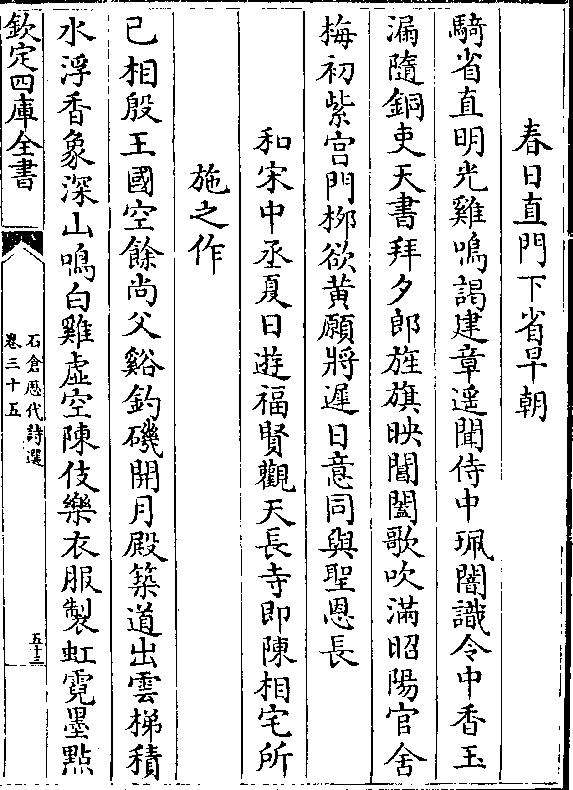 春日直門下省早朝
騎省直明光雞鳴謁建章遥聞侍中珮闇識令中香玉
漏隨銅吏天書拜夕郎旌旗映閶闔歌吹滿昭陽官舍
梅初紫宮門栁欲黄願將遲日意同與聖恩長
和宋中丞夏日遊福賢觀天長寺即陳相宅所
施之作
已相殷王國空餘尚父谿釣磯開月殿築道出雲梯積
水浮香象深山鳴白雞虚空陳伎樂衣服製虹霓墨㸃
欽定四庫全書
石倉歴代詩選
卷三十五
五十三